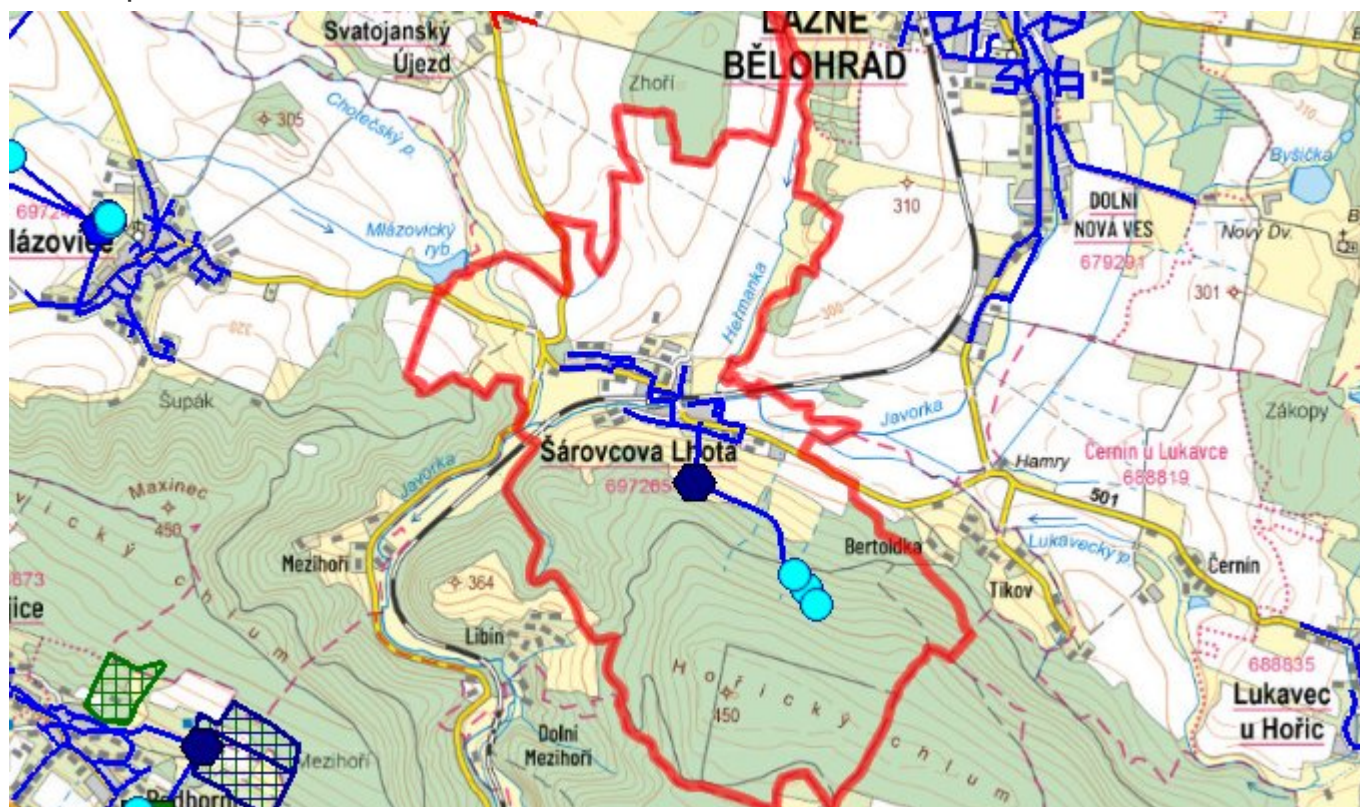 Svatojanský
Újezd
LÁZNĚ
BĚLOHRAD
Zhoří
Chotečský p.
305
310
Byšička
310
DOLNÍ
NOVÁ VES
679291
Nový Dv.
301
Mlázovický
ryb.
Heřmanka
300
320
Šupák
Javorka
Zákopy
Šárovcova Lhota
697265
Hamry
Černín u Lukavce
688819
501
Maxinec
450
Javorka
Mezihoří
364
Bertoldka
Lukavecký p.
Černín
Tikov
Libín
Hořický chlum
450
688835
Lukavec
u Hořic
Dolní
Mezihoří
Mezihoří